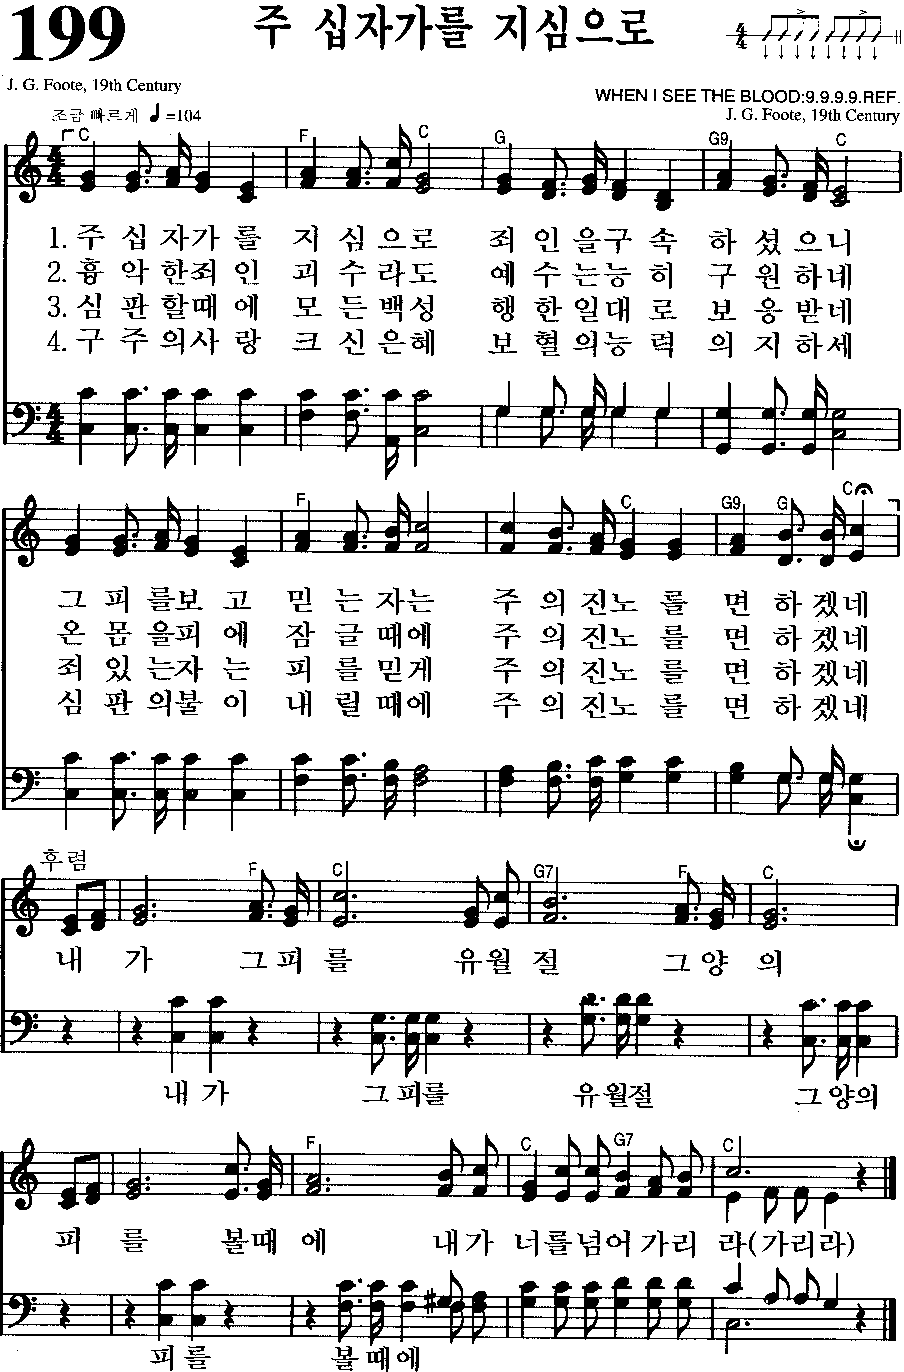 199
주 십자가를 지심으로
J. G. Foote, 19th Century
WHEN I SEE THE BLOOD:9.9.9.9.REF.
J. G. Foote, 19th Century
조금 빠르게 ♩=104
C F C G G9 C
1. 주 십 자가 를 지 심 으로 죄 인 을구 속 하 셨 으니
2. 흉 악 한죄 인 괴 수 라도 예 수 는능 히 구 원 하네
3. 심 판 할때 에 모 든 백성 행 한 일대 로 보 응 받네
4. 구 주 의사 랑 크 신 은혜 보 혈 의능 력 의 지 하세
F C G9 G C
그 피 를보 고 믿 는 자는 주 의 진노 를 면 하 겠네
온 몸 을피 에 잠 글 때에 주 의 진노 를 면 하 겠네
죄 있 는자 는 피 를 믿게 주 의 진노 를 면 하 겠네
심 판 의불 이 내 릴 때에 주 의 진노 를 면 하 겠네
후렴
F C G7 F C
내 가 그피 를 유월 절 그양 의
내가 그피를 유월절 그양의
F C G7 C
피 를 볼때 에 내가 너를넘어 가리 라(가리라)
피를 볼때에